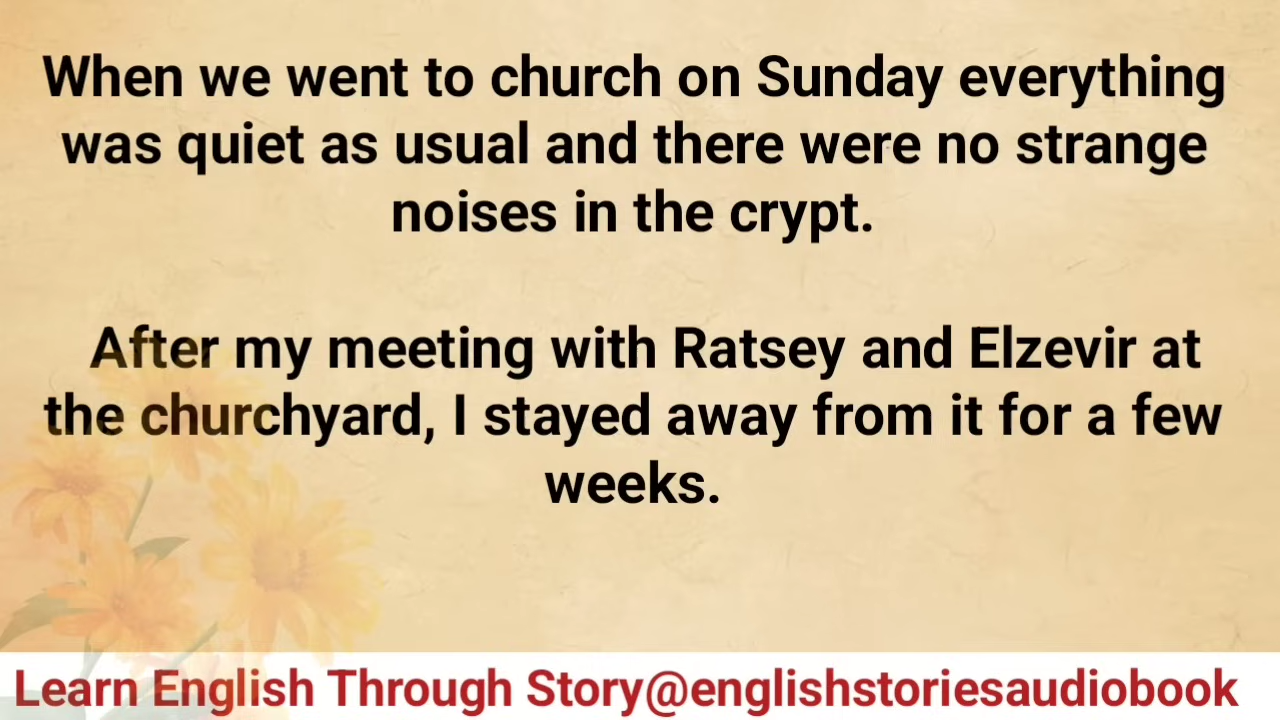 When we went to church on Sunday everything
was quiet as usual and there were no strange
noises in the crypt.
After my meeting with Ratsey and Elzevir at
the churchyard, I stayed away from it for a few
weeks.
Learn English Through Story@englishstoriesaudiobook